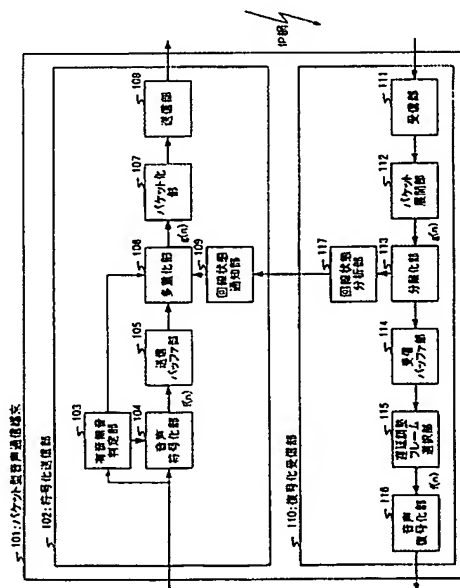 101:パケット型音声通信端末
102:符号化送信部
103
有音無音
判定部
104
音声
符号化部
f(n)
105
送信
バッファ部
106
多重化部
g(n)
107
パケット化
部
108
送信部
109
回線状態
通知部
IP網
110:復号化受信部
111
受信部
112
パケット
展開部
g(n)
113
分離化部
117
回線状態
分析部
114
受信
バッファ部
115
遅延調整
フレーム
選択部
f(n)
116
音声
復号化部